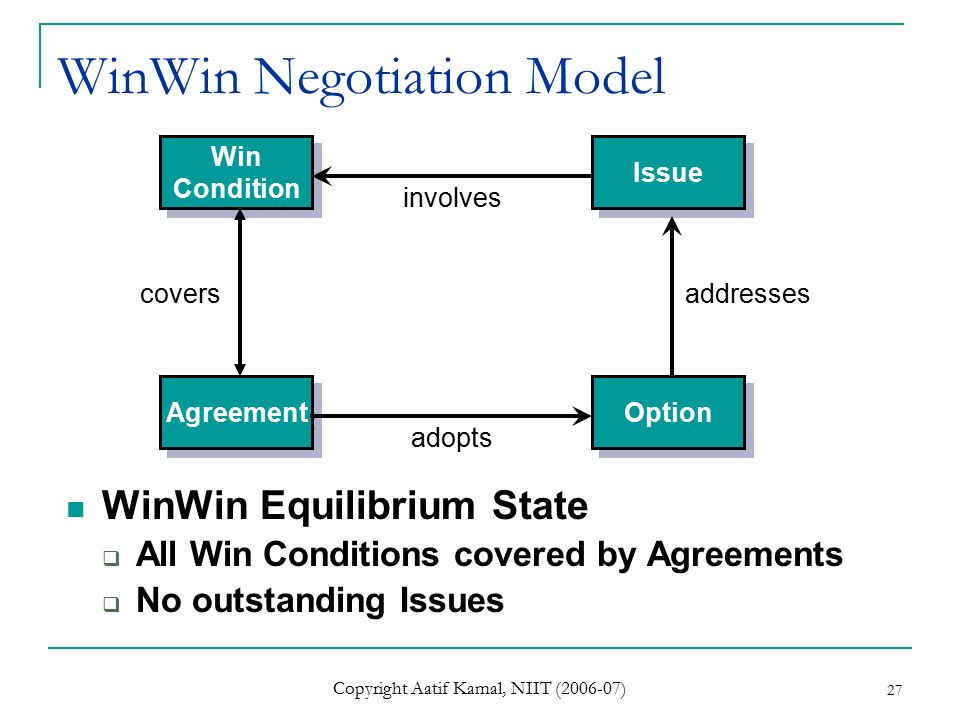 WinWin Negotiation Model
Win
Condition
Issue
involves
covers
addresses
Agreement
Option
adopts
WinWin Equilibrium State
All Win Conditions covered by Agreements
No outstanding Issues
Copyright Aatif Kamal, NIIT (2006-07)
27